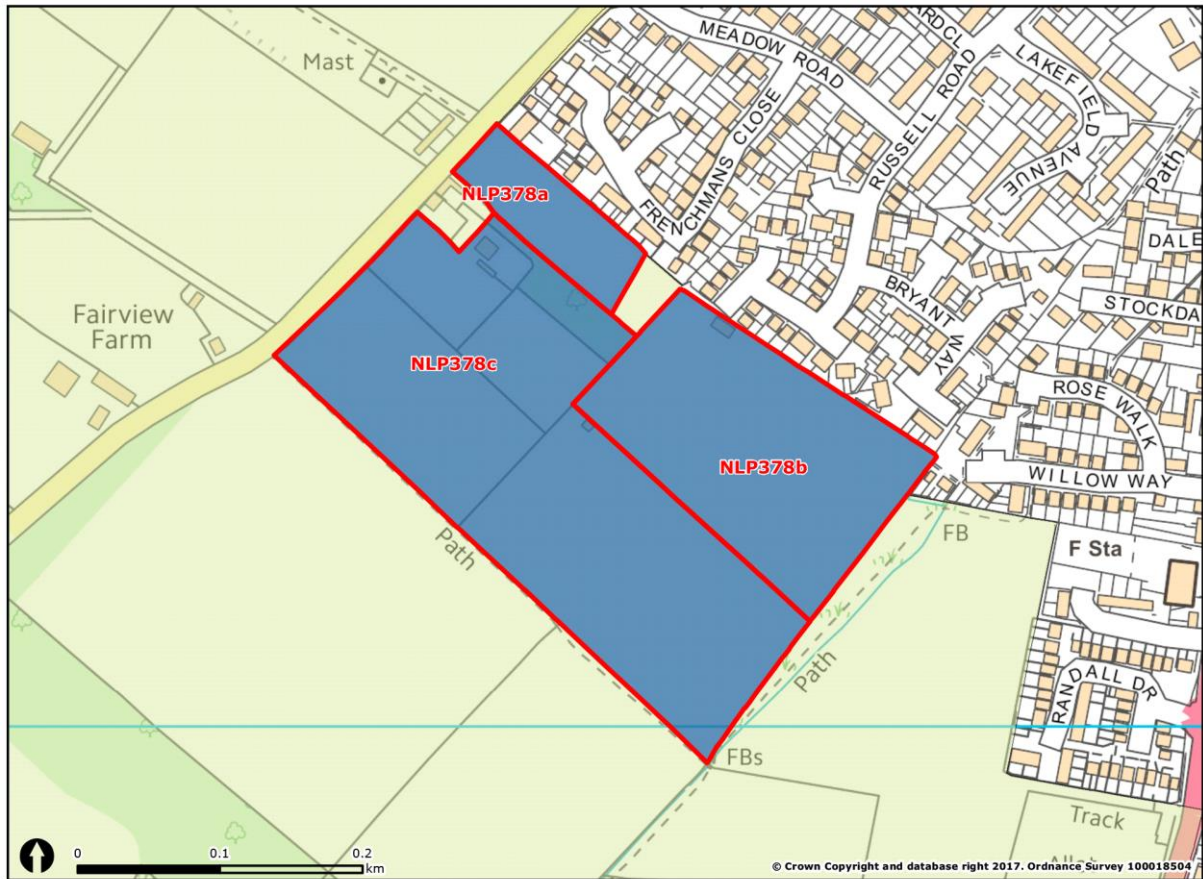 MEADOW ROAD
LAKEFIELD AVENUE
Mast
FRENCHMANS CLOSE
RUSSELL ROAD
Path
NLP378a
DALE
STOCKDA
Fairview
Farm
BRYANT WAY
NLP378c
ROSE WALK
NLP378b
WILLOW WAY
Path
FB
F Sta
Path
RANDALL DR
FBs
Track
0
0.1
0.2
km
© Crown Copyright and database right 2017. Ordnance Survey 100018504